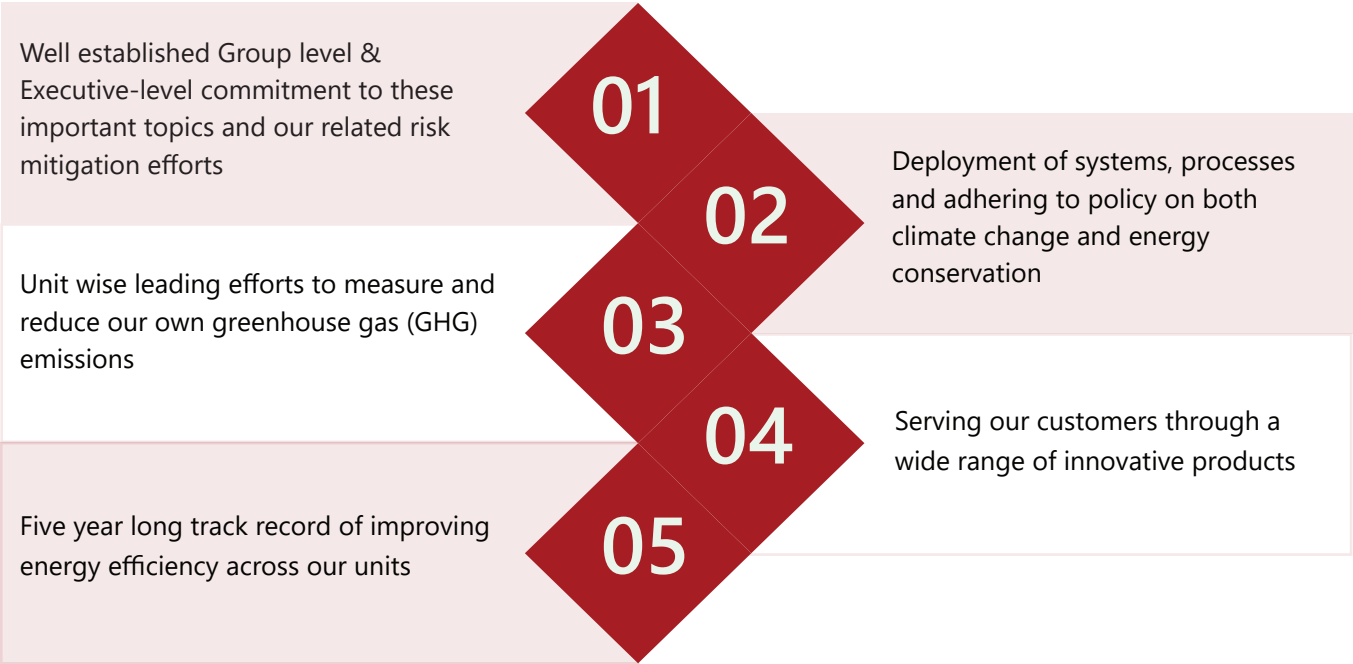 Well established Group level &
Executive-level commitment to these
important topics and our related risk
mitigation efforts
01
02
Deployment of systems, processes
and adhering to policy on both
climate change and energy
conservation
Unit wise leading efforts to measure and
reduce our own greenhouse gas (GHG)
emissions
03
04
Serving our customers through a
wide range of innovative products
Five year long track record of improving
energy efficiency across our units
05